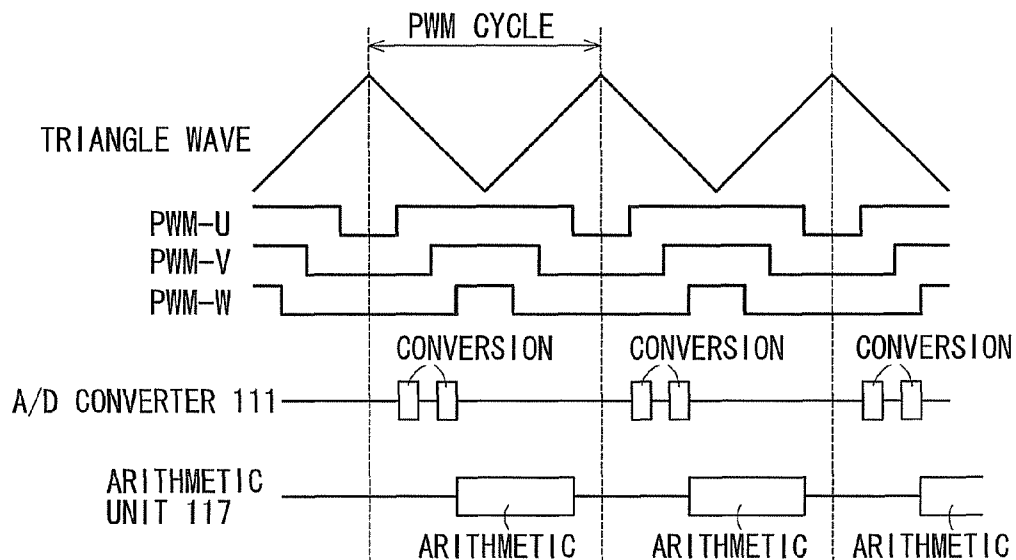 PWM CYCLE
TRIANGLE WAVE
PWM-U
PWM-V
PWM-W
CONVERSION CONVERSION CONVERSION
A/D CONVERTER 111
ARITHMETIC
UNIT 117
ARITHMETIC ARITHMETIC ARITHMETIC